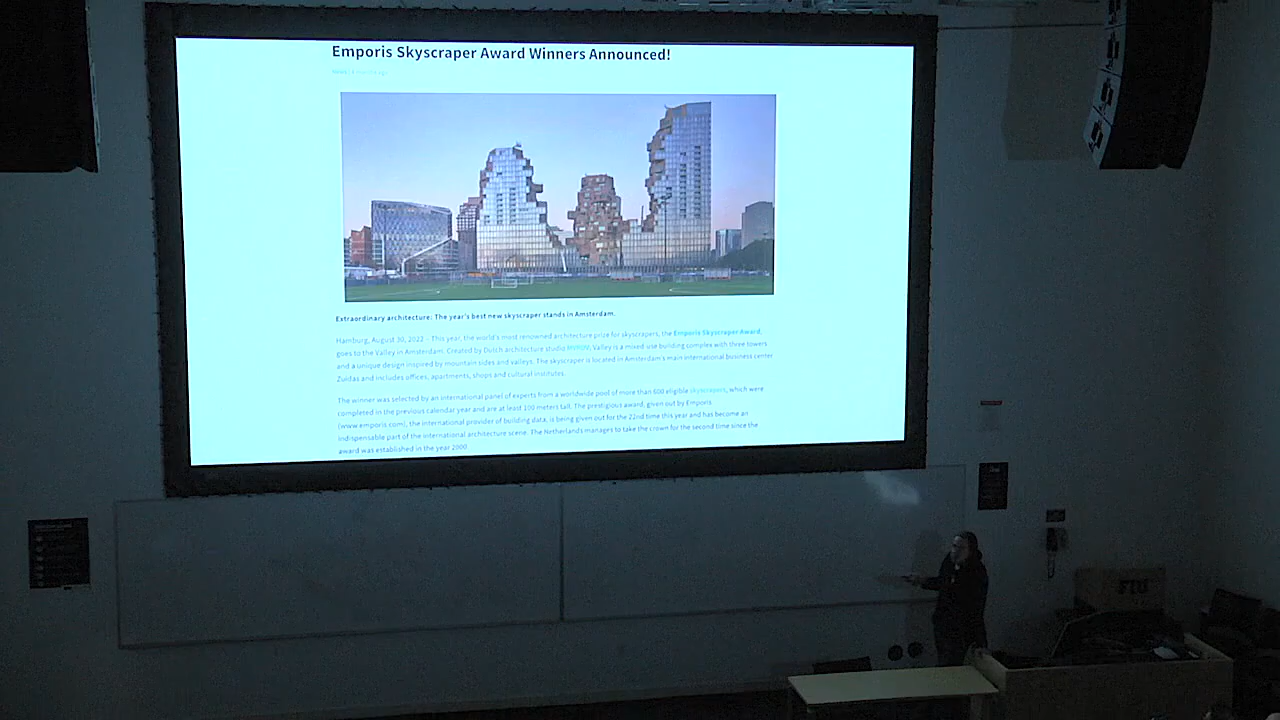 Emporis Skyscraper Award Winners Announced!
Extraordinary architecture: The year's best new skyscraper stands in Amsterdam.
Hamburg, August 30, 2022 – This year, the world's most renowned architecture prize for skyscrapers, the Emporis Skyscraper Award,
goes to the Valley in Amsterdam. Created by Dutch architecture studio MVRDV, Valley is a mixed-use building complex with three towers
and a unique design inspired by mountain sides and valleys. The skyscraper is located in Amsterdam's main international business center
Zuidas and includes offices, apartments, shops and cultural institutes.
The winner was selected by an international panel of experts from a worldwide pool of more than 600 eligible skyscrapers, which were
completed in the previous calendar year and are at least 100 meters tall. The prestigious award, given out by Emporis
(www.emporis.com), the international provider of building data, is being given out for the 22nd time this year and has become an
indispensable part of the international architecture scene. The Netherlands manages to take the crown for the second time since the
award was established in the year 2000.